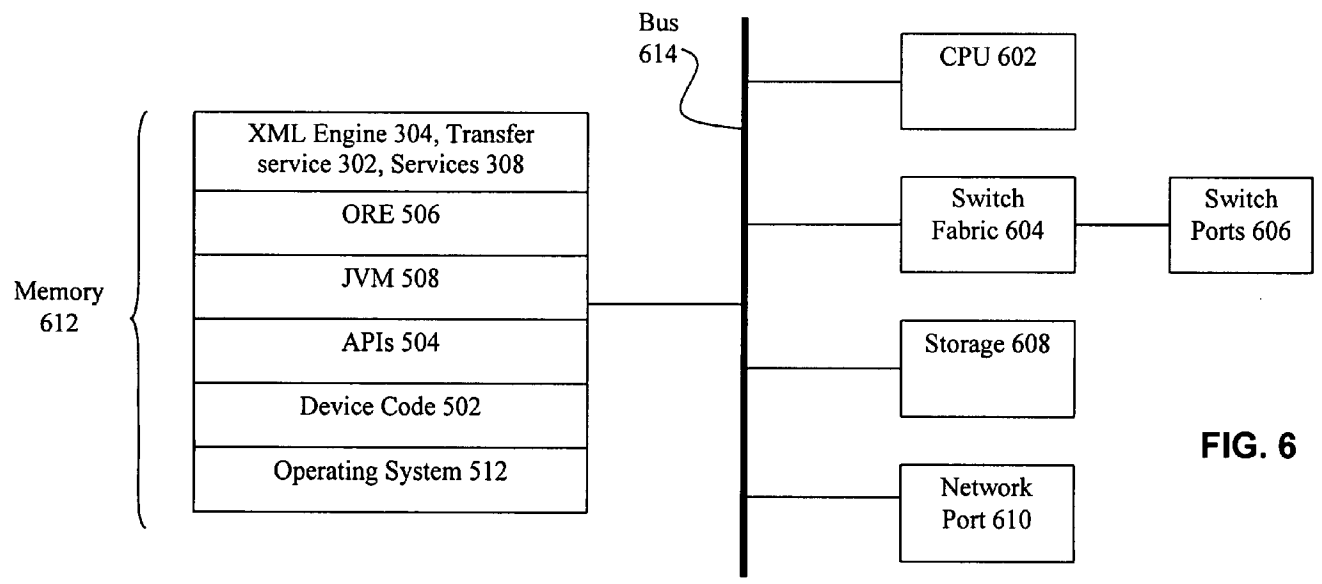 Bus
614
CPU 602
XML Engine 304, Transfer
service 302, Services 308
ORE 506
JVM 508
APIs 504
Device Code 502
Operating System 512
Memory
612
Switch
Fabric 604
Switch
Ports 606
Storage 608
Network
Port 610
FIG. 6